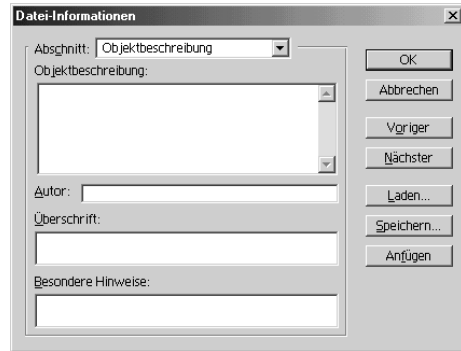 Datei-Informationen
Abschnitt: Objektbeschreibung
Objektbeschreibung:
Autor:
Überschrift:
Besondere Hinweise:
OK
Abbrechen
Voriger
Nächster
Laden...
Speichern...
Anfügen